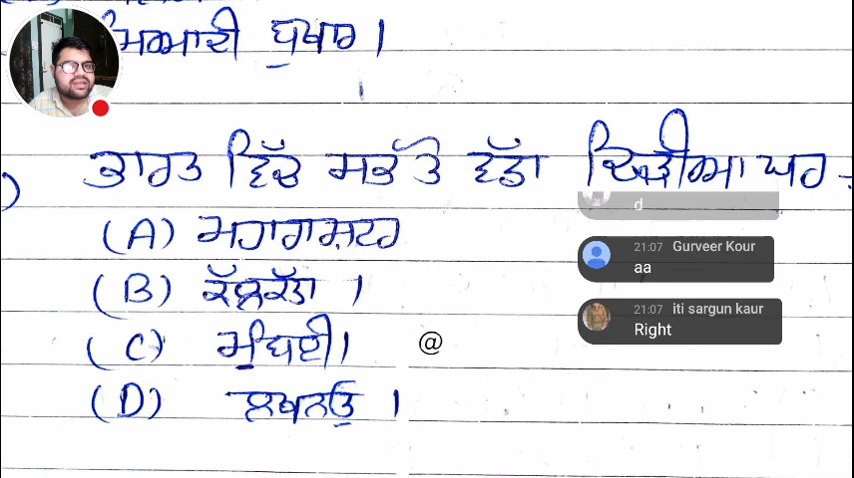 ਬੁਖਾਰ।
ਭਾਰਤ ਵਿੱਚ ਸਭ ਤੋਂ ਵੱਡਾ ਚਿੜੀਆ ਘਰ -
(A) ਮਹਾਰਾਸ਼ਟਰ
(B) ਕੱਲਕੱਤਾ ।
(C) ਮੁੰਬਈ। @
(D) ਲਖਨਊ ।
d
21:07 Gurveer Kour
aa
21:07 iti sargun kaur
Right